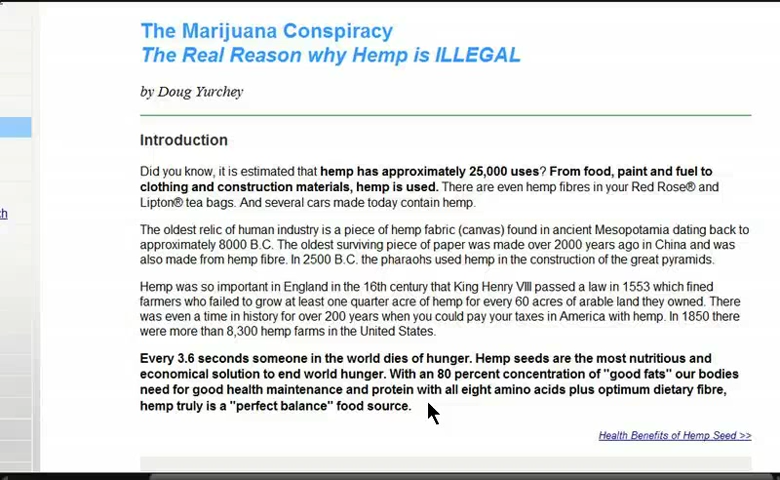 The Marijuana Conspiracy
The Real Reason why Hemp is ILLEGAL
by Doug Yurchey
Introduction
Did you know, it is estimated that hemp has approximately 25,000 uses? From food, paint and fuel to
clothing and construction materials, hemp is used. There are even hemp fibres in your Red Rose® and
Lipton® tea bags. And several cars made today contain hemp.
The oldest relic of human industry is a piece of hemp fabric (canvas) found in ancient Mesopotamia dating back to
approximately 8000 B.C. The oldest surviving piece of paper was made over 2000 years ago in China and was
also made from hemp fibre. In 2500 B.C. the pharaohs used hemp in the construction of the great pyramids.
Hemp was so important in England in the 16th century that King Henry VIII passed a law in 1553 which fined
farmers who failed to grow at least one quarter acre of hemp for every 60 acres of arable land they owned. There
was even a time in history for over 200 years when you could pay your taxes in America with hemp. In 1850 there
were more than 8,300 hemp farms in the United States.
Every 3.6 seconds someone in the world dies of hunger. Hemp seeds are the most nutritious and
economical solution to end world hunger. With an 80 percent concentration of "good fats" our bodies
need for good health maintenance and protein with all eight amino acids plus optimum dietary fibre,
hemp truly is a "perfect balance" food source.
Health Benefits of Hemp Seed >>